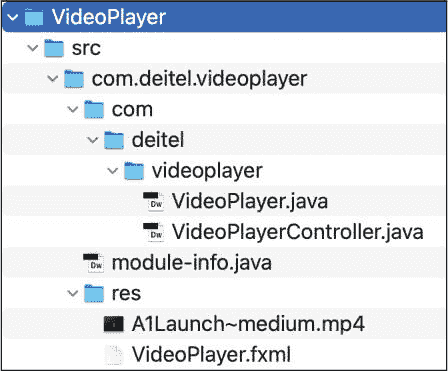 VideoPlayer
src
com.deitel.videoplayer
com
deitel
videoplayer
VideoPlayer.java
VideoPlayerController.java
module-info.java
res
A1Launch~medium.mp4
VideoPlayer.fxml